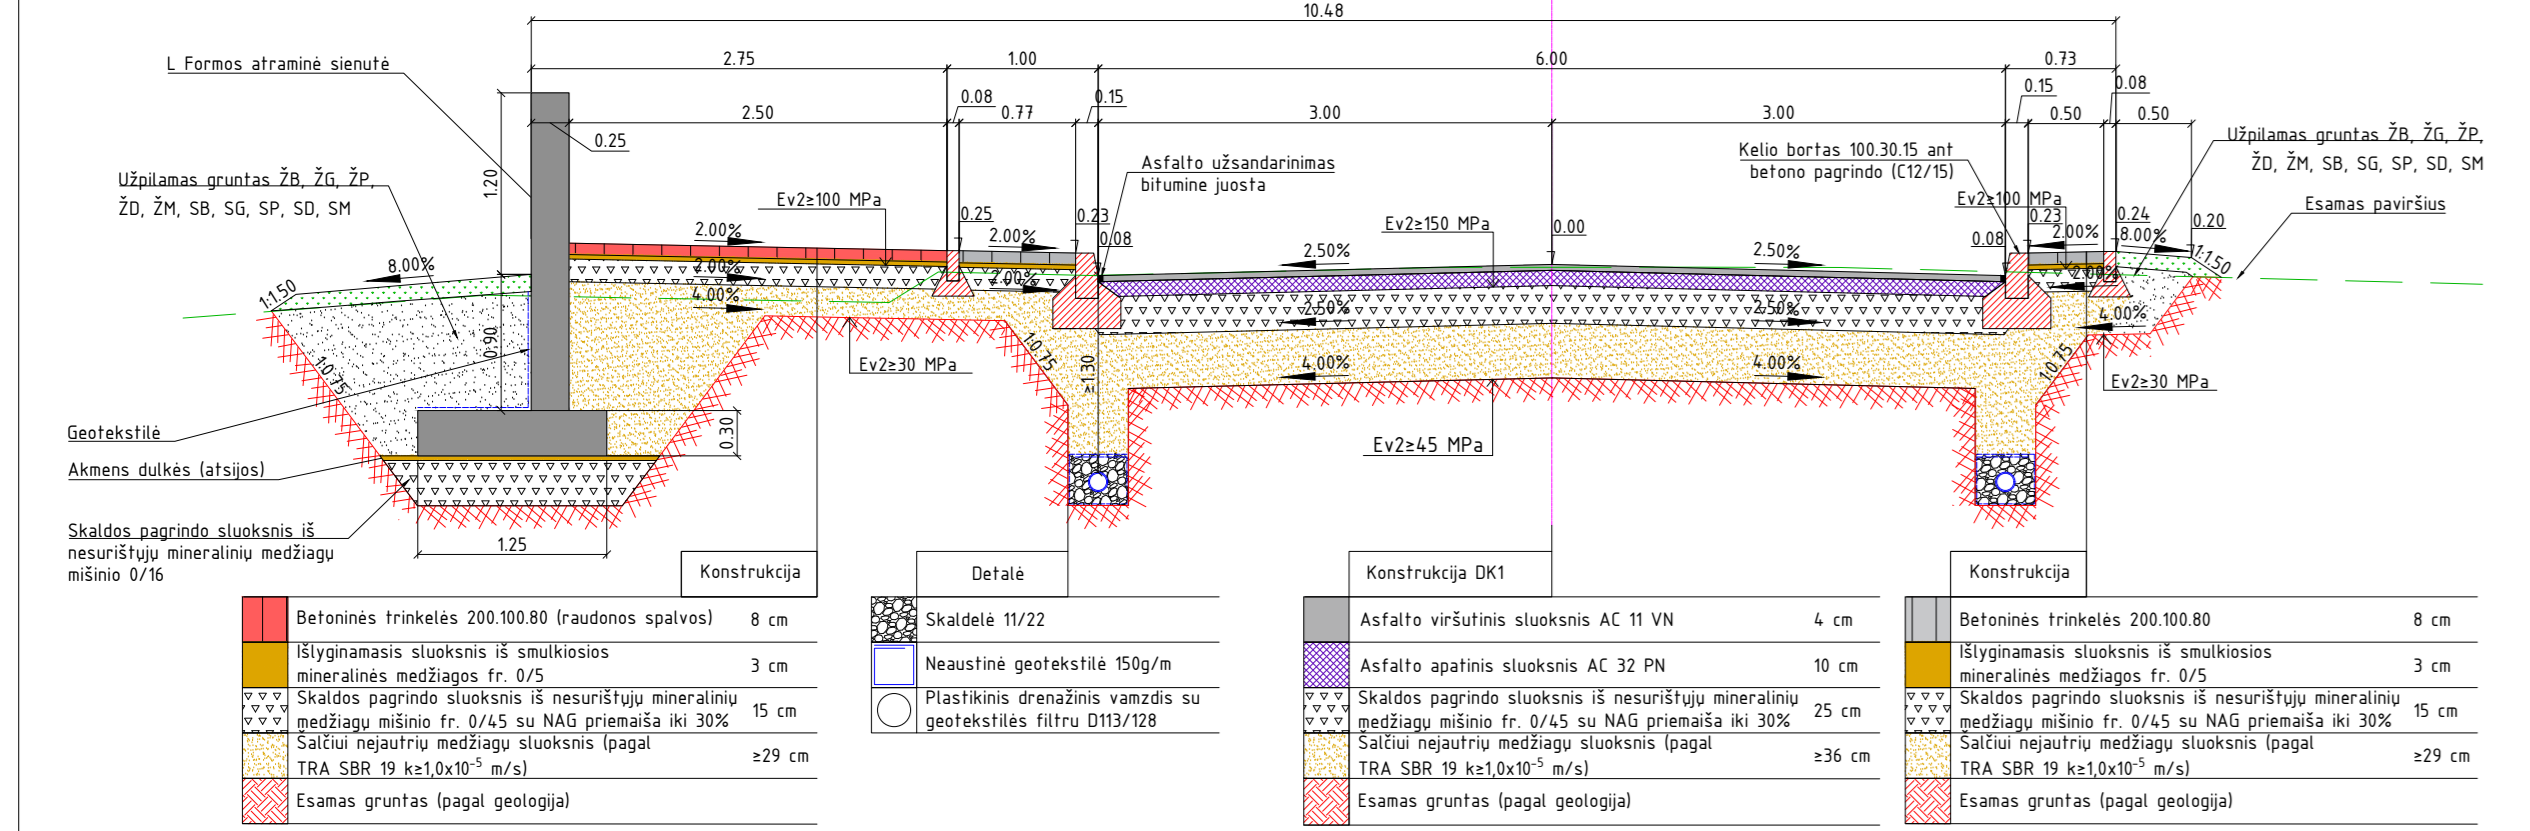 10.48
2.75
1.00
6.00
0.73
L Formos atraminė sienutė
0.08
0.15
0.15
0.08
2.50
0.77
3.00
3.00
0.50
0.50
0.25
1.20
Užpilamas gruntas ŽB, ŽG, ŽP,
ŽD, ŽM, SB, SG, SP, SD, SM
Asfalto užsandarinimas
bitumine juosta
Kelio bortas 100.30.15 ant
betono pagrindo (C12/15)
Užpilamas gruntas ŽB, ŽG, ŽP,
ŽD, ŽM, SB, SG, SP, SD, SM
Esamas paviršius
Ev2≥100 MPa
Ev2≥150 MPa
Ev2≥100 MPa
0.25
0.23
0.08
0.00
0.08
0.23
0.24
0.20
2.00%
2.00%
2.50%
2.50%
2.00%
8.00%
1:1.50
8.00%
1:1.50
2.00%
2.00%
2.00%
4.00%
2.50%
2.50%
4.00%
0.90
1:0.75
1:0.75
≥1.30
4.00%
4.00%
1:0.75
Ev2≥30 MPa
Ev2≥30 MPa
Ev2≥45 MPa
0.30
Geotekstilė
Akmens dulkės (atsijos)
Skaldos pagrindo sluoksnis iš
nesurištųjų mineralinių medžiagų
mišinio 0/16
1.25
Konstrukcija
Betoninės trinkelės 200.100.80 (raudonos spalvos) 8 cm
Išlyginamasis sluoksnis iš smulkiosios
mineralinės medžiagos fr. 0/5 3 cm
Skaldos pagrindo sluoksnis iš nesurištųjų mineralinių
medžiagų mišinio fr. 0/45 su NAG priemaiša iki 30% 15 cm
Šalčiui nejautrių medžiagų sluoksnis (pagal
TRA SBR 19 k≥1,0x10⁻⁵ m/s) ≥29 cm
Esamas gruntas (pagal geologija)
Detalė
Skaldelė 11/22
Neaustinė geotekstilė 150g/m
Plastikinis drenažinis vamzdis su
geotekstilės filtru D113/128
Konstrukcija DK1
Asfalto viršutinis sluoksnis AC 11 VN 4 cm
Asfalto apatinis sluoksnis AC 32 PN 10 cm
Skaldos pagrindo sluoksnis iš nesurištųjų mineralinių
medžiagų mišinio fr. 0/45 su NAG priemaiša iki 30% 25 cm
Šalčiui nejautrių medžiagų sluoksnis (pagal
TRA SBR 19 k≥1,0x10⁻⁵ m/s) ≥36 cm
Esamas gruntas (pagal geologija)
Konstrukcija
Betoninės trinkelės 200.100.80 8 cm
Išlyginamasis sluoksnis iš smulkiosios
mineralinės medžiagos fr. 0/5 3 cm
Skaldos pagrindo sluoksnis iš nesurištųjų mineralinių
medžiagų mišinio fr. 0/45 su NAG priemaiša iki 30% 15 cm
Šalčiui nejautrių medžiagų sluoksnis (pagal
TRA SBR 19 k≥1,0x10⁻⁵ m/s) ≥29 cm
Esamas gruntas (pagal geologija)